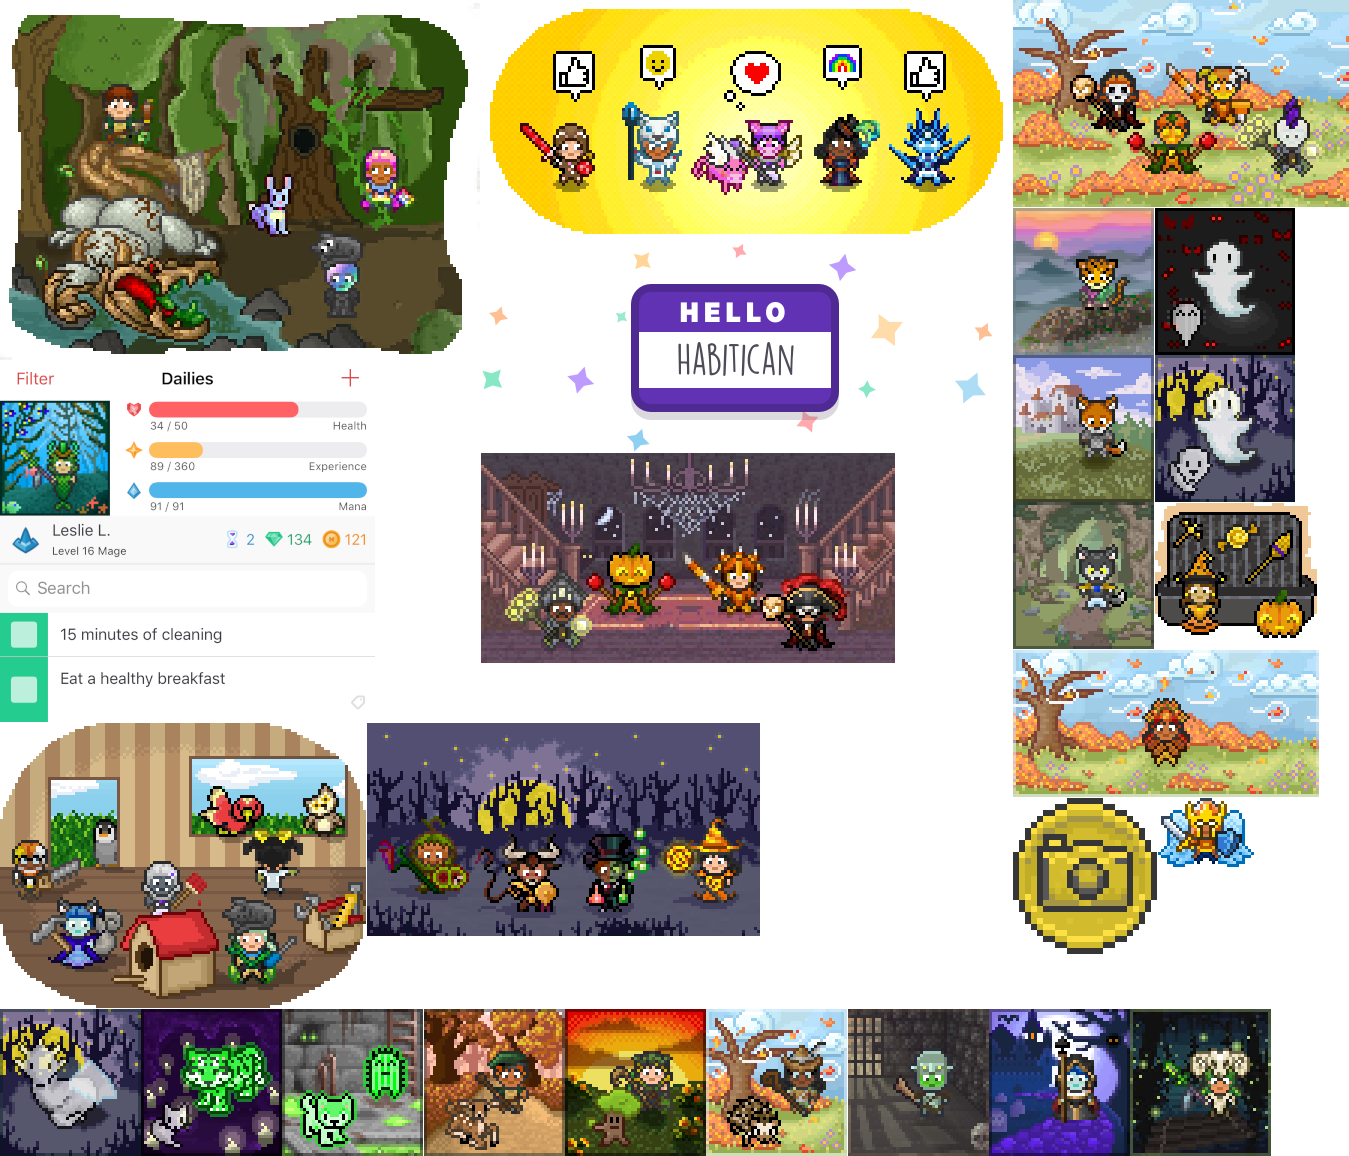 HELLO
HABITICAN
Filter
Dailies
34 / 50
Health
89 / 360
Experience
91 / 91
Mana
Leslie L.
Level 16 Mage
2
134
121
Search
15 minutes of cleaning
Eat a healthy breakfast